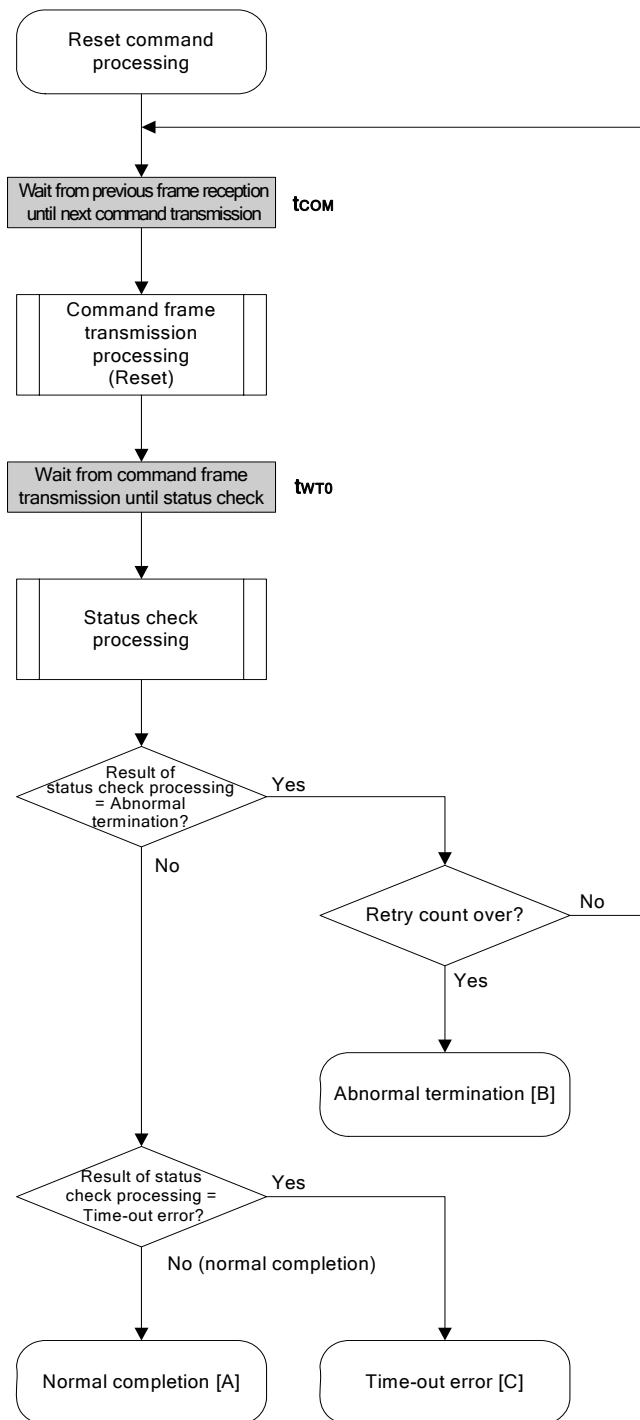 Reset command
processing
Wait from previous frame reception
until next command transmission
tCOM
Command frame
transmission
processing
(Reset)
Wait from command frame
transmission until status check
tWT0
Status check
processing
Result of
status check processing
= Abnormal
termination?
Yes
No
Retry count over?
No
Yes
Abnormal termination [B]
Result of status
check processing =
Time-out error?
Yes
No (normal completion)
Normal completion [A]
Time-out error [C]